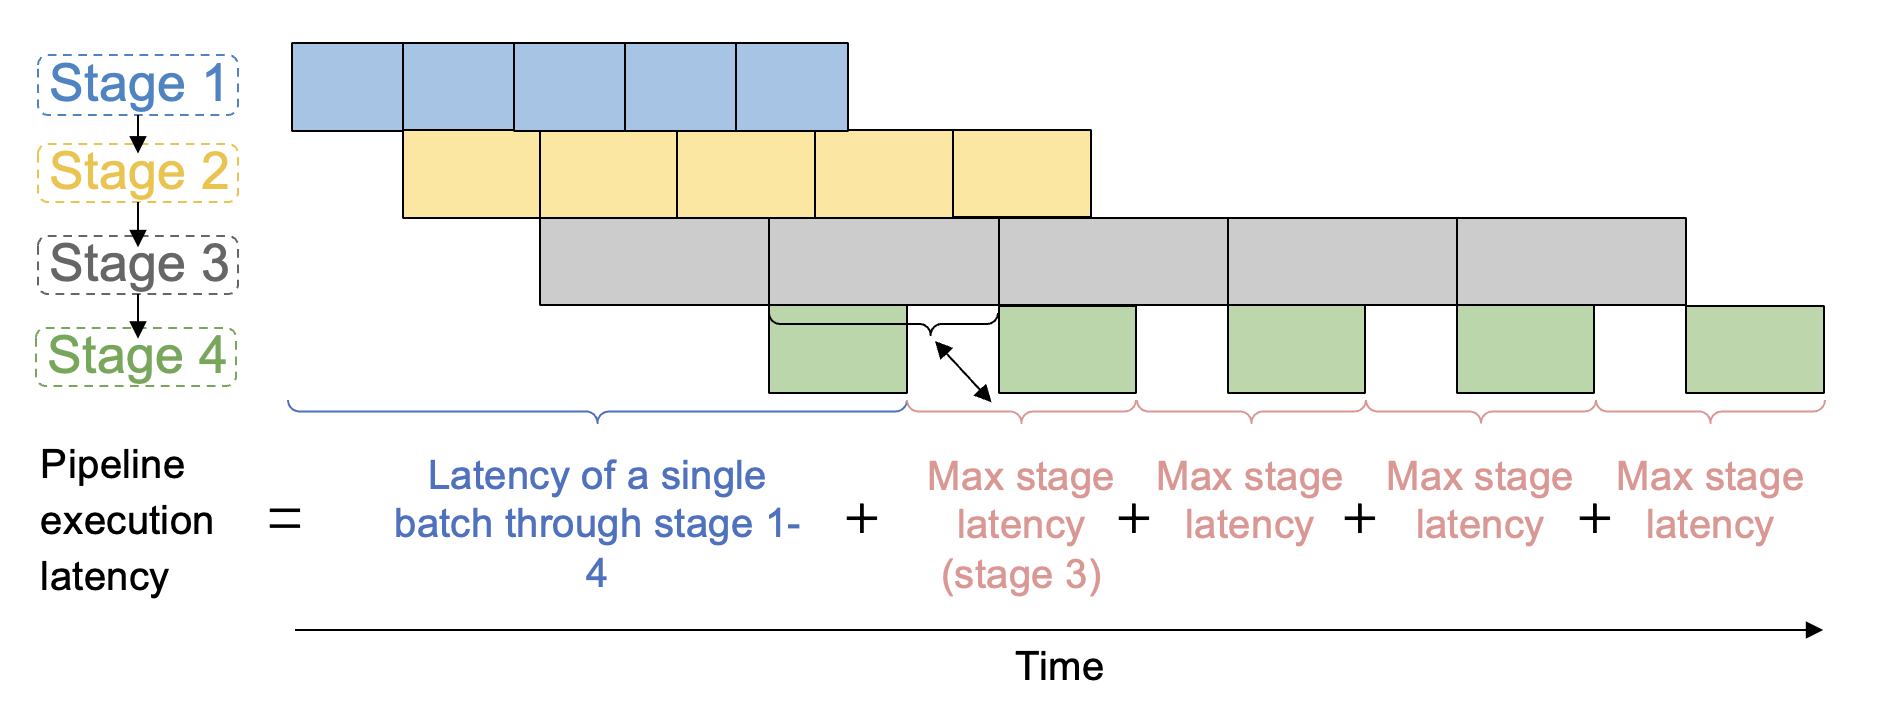 Stage 1
Stage 2
Stage 3
Stage 4
Pipeline
execution
latency
=
Latency of a single
batch through stage 1-
4
+
Max stage
latency
(stage 3)
+
Max stage
latency
+
Max stage
latency
+
Max stage
latency
Time